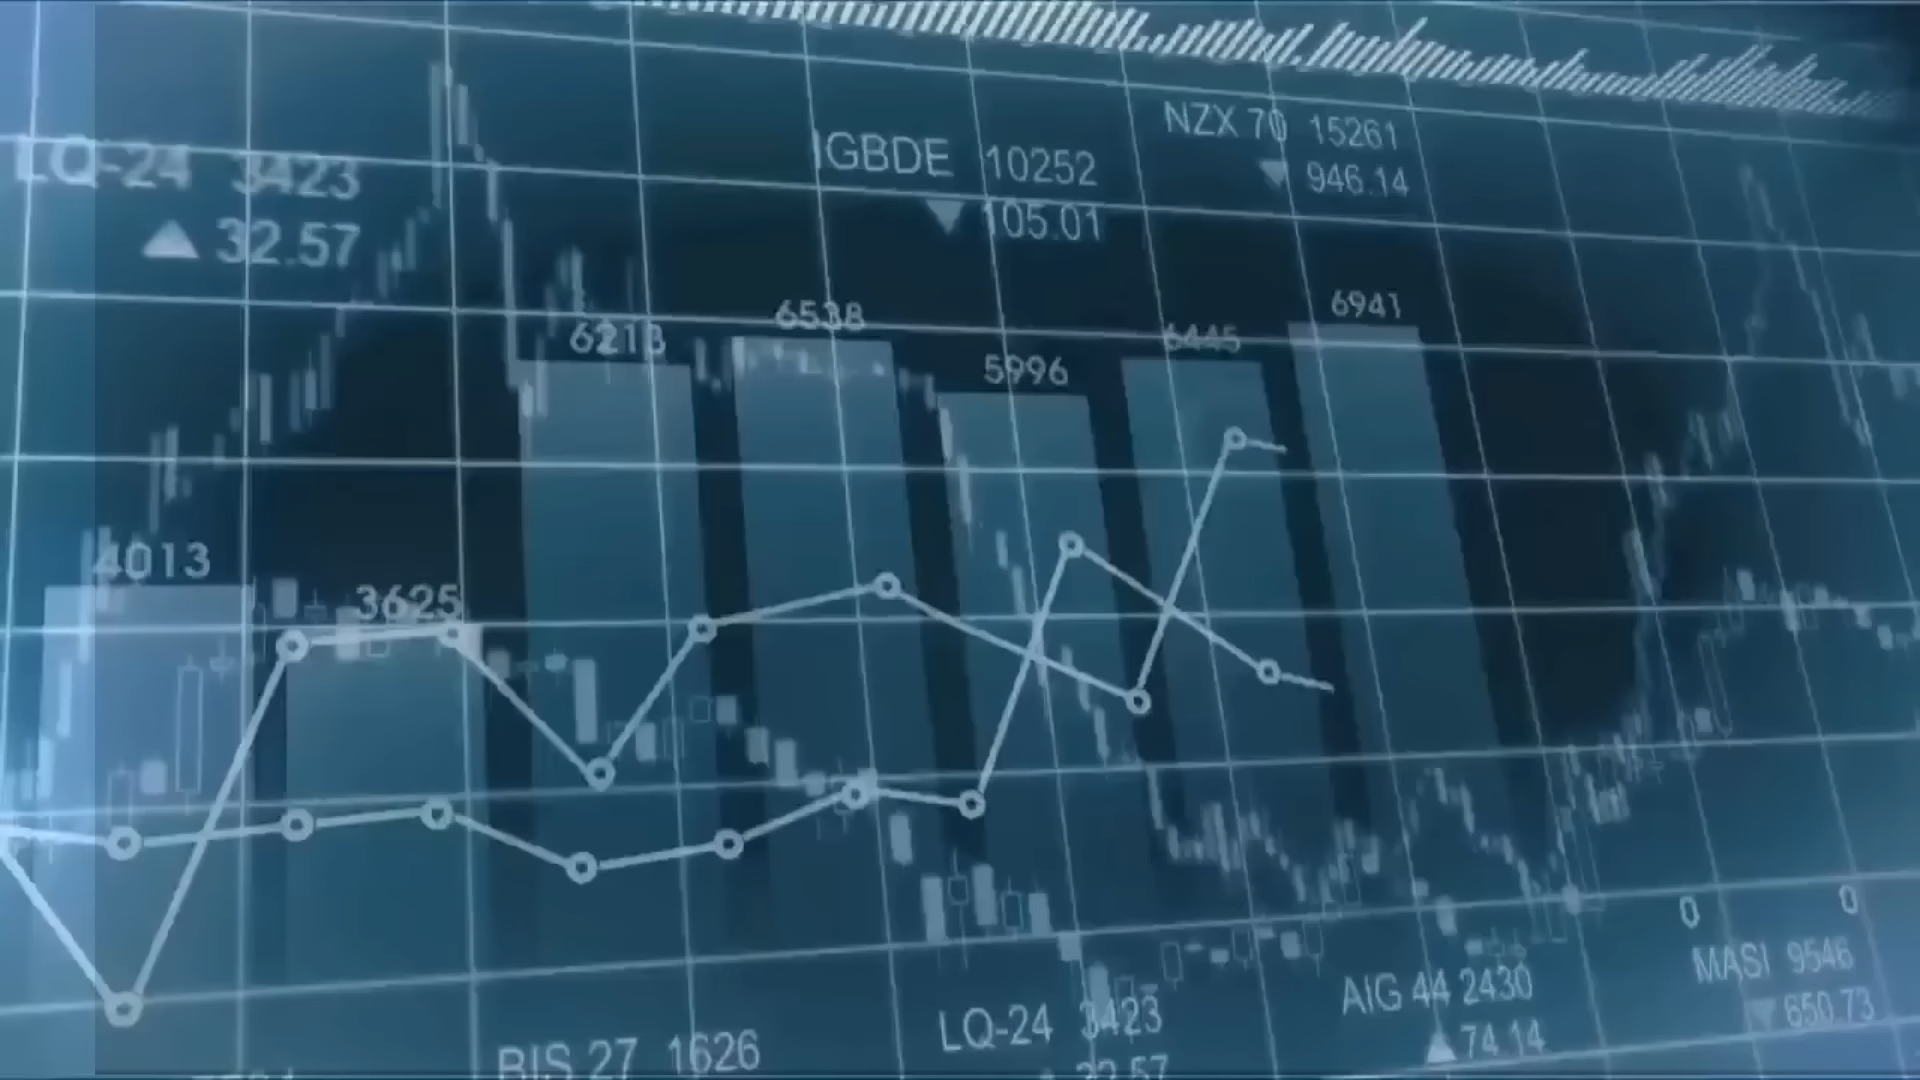 NZX 70 15261
▼ 946.14
IGBDE 10252
▼ 105.01
LQ-24 3423
▲ 32.57
6941
6538
6213
6445
5996
4013
3625
0 0
MASI 9546
▼ 650.73
AIG 44 2430
▲ 74.14
LQ-24 3423
32.57
BIS 27 1626